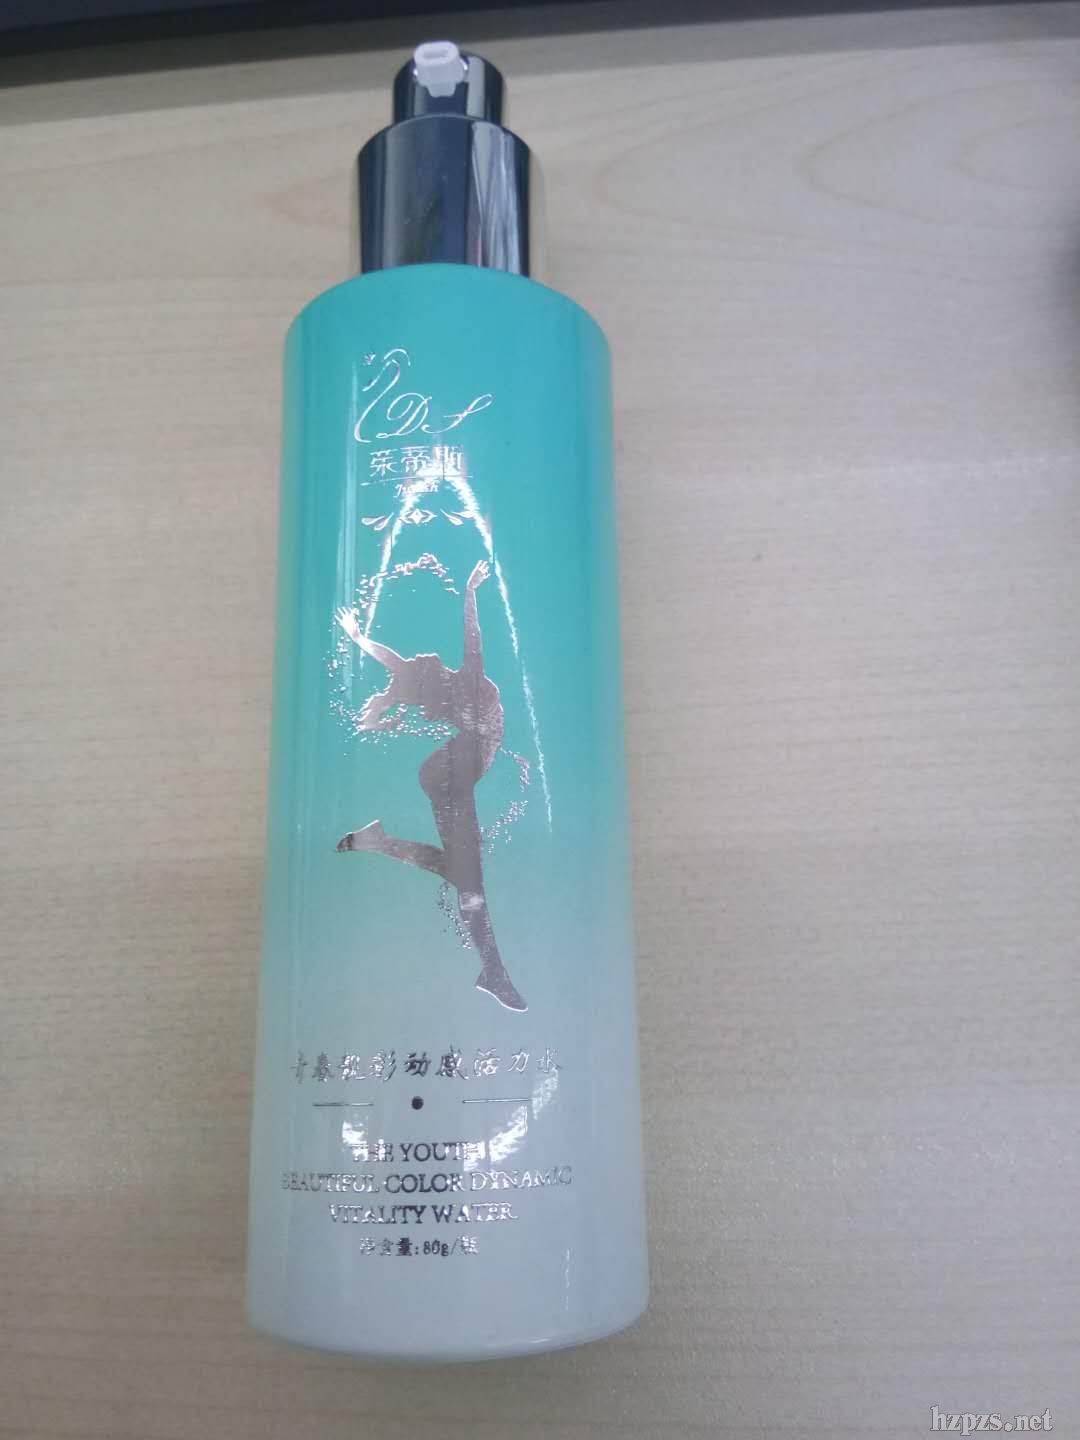 DS
茱蒂斯
青春靓彩动感活力水
THE YOUTH
BEAUTIFUL COLOR DYNAMIC
VITALITY WATER
净含量:80g/瓶
hzpzs.net